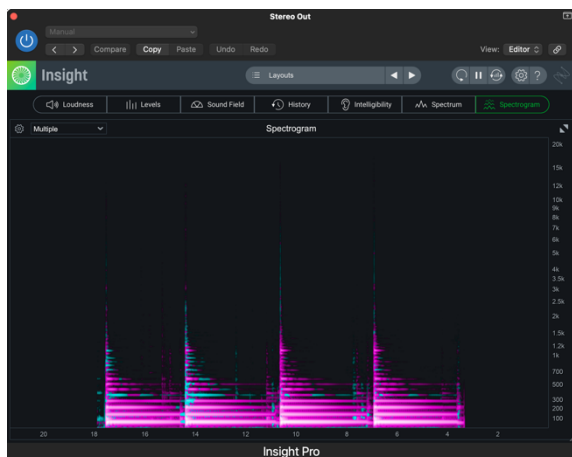 Stereo Out
Manual
Compare Copy Paste Undo Redo View: Editor
Insight Layouts ?
Loudness Levels Sound Field History Intelligibility Spectrum Spectrogram
Multiple Spectrogram
20k
15k
12k
10k
9k
8k
7k
6k
5k
4k
3.5k
3k
2.5k
2k
1.5k
1.2k
1k
700
500
300
200
100
20 18 16 14 12 10 8 6 4 2
Insight Pro